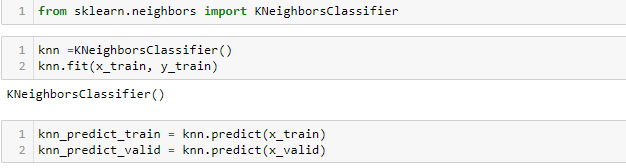 1 from sklearn.neighbors import KNeighborsClassifier
1 knn =KNeighborsClassifier()
2 knn.fit(x_train, y_train)
KNeighborsClassifier()
1 knn_predict_train = knn.predict(x_train)
2 knn_predict_valid = knn.predict(x_valid)